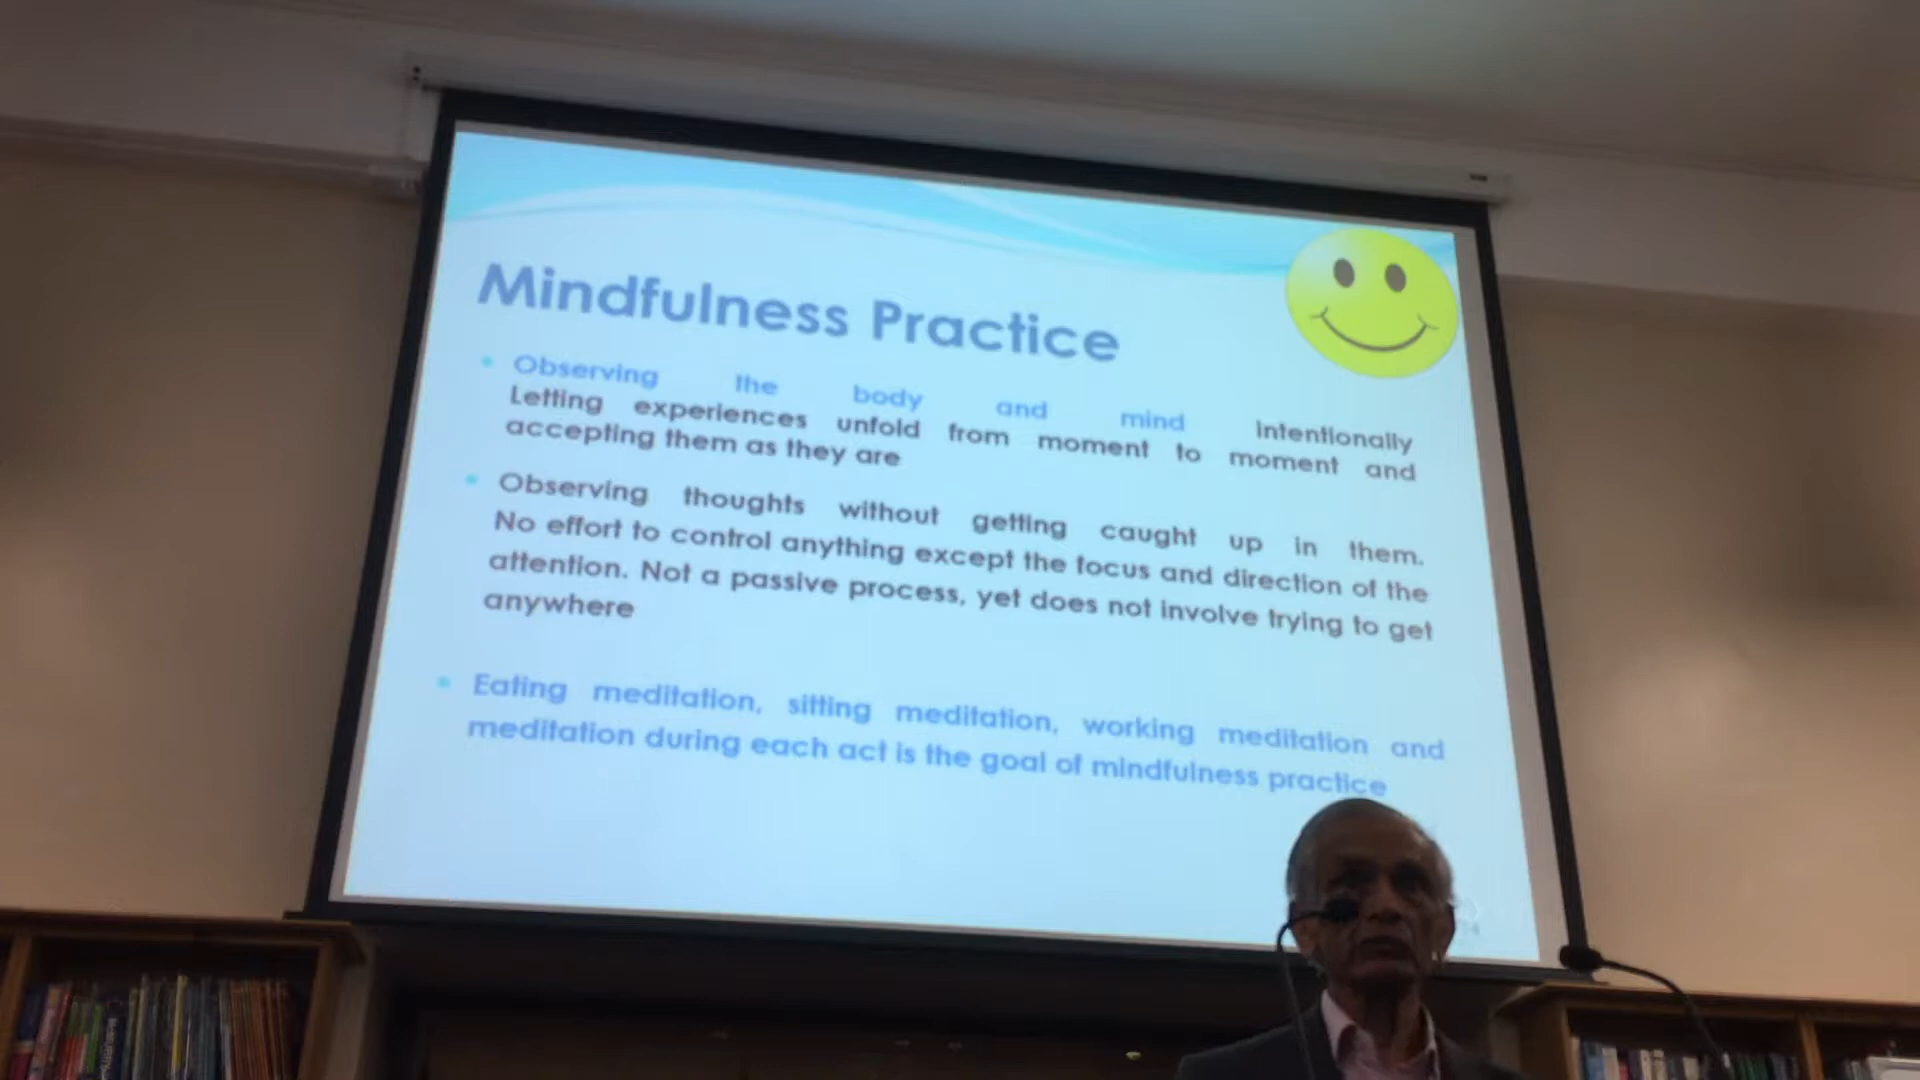 Mindfulness Practice
Observing the body and mind intentionally
Letting experiences unfold from moment to moment and
accepting them as they are
Observing thoughts without getting caught up in them.
No effort to control anything except the focus and direction of the
attention. Not a passive process, yet does not involve trying to get
anywhere
Eating meditation, sitting meditation, working meditation and
meditation during each act is the goal of mindfulness practice